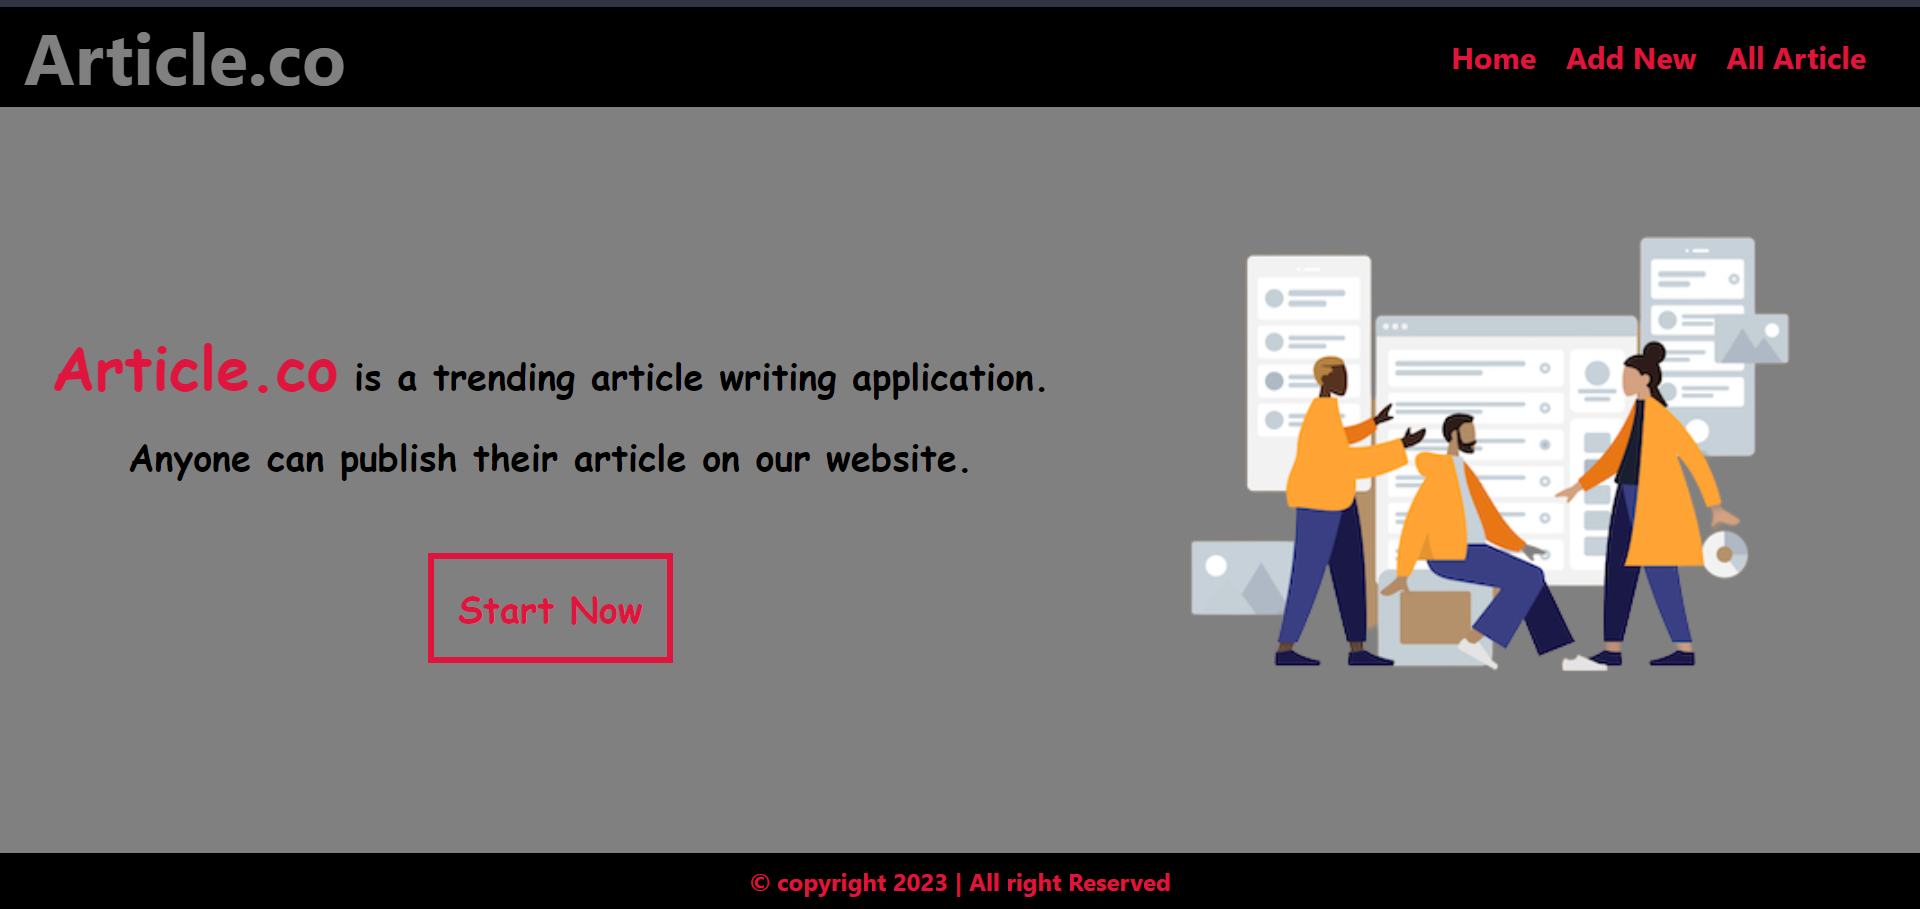 Article.co
Home Add New All Article
Article.co is a trending article writing application.
Anyone can publish their article on our website.
Start Now
© copyright 2023 | All right Reserved